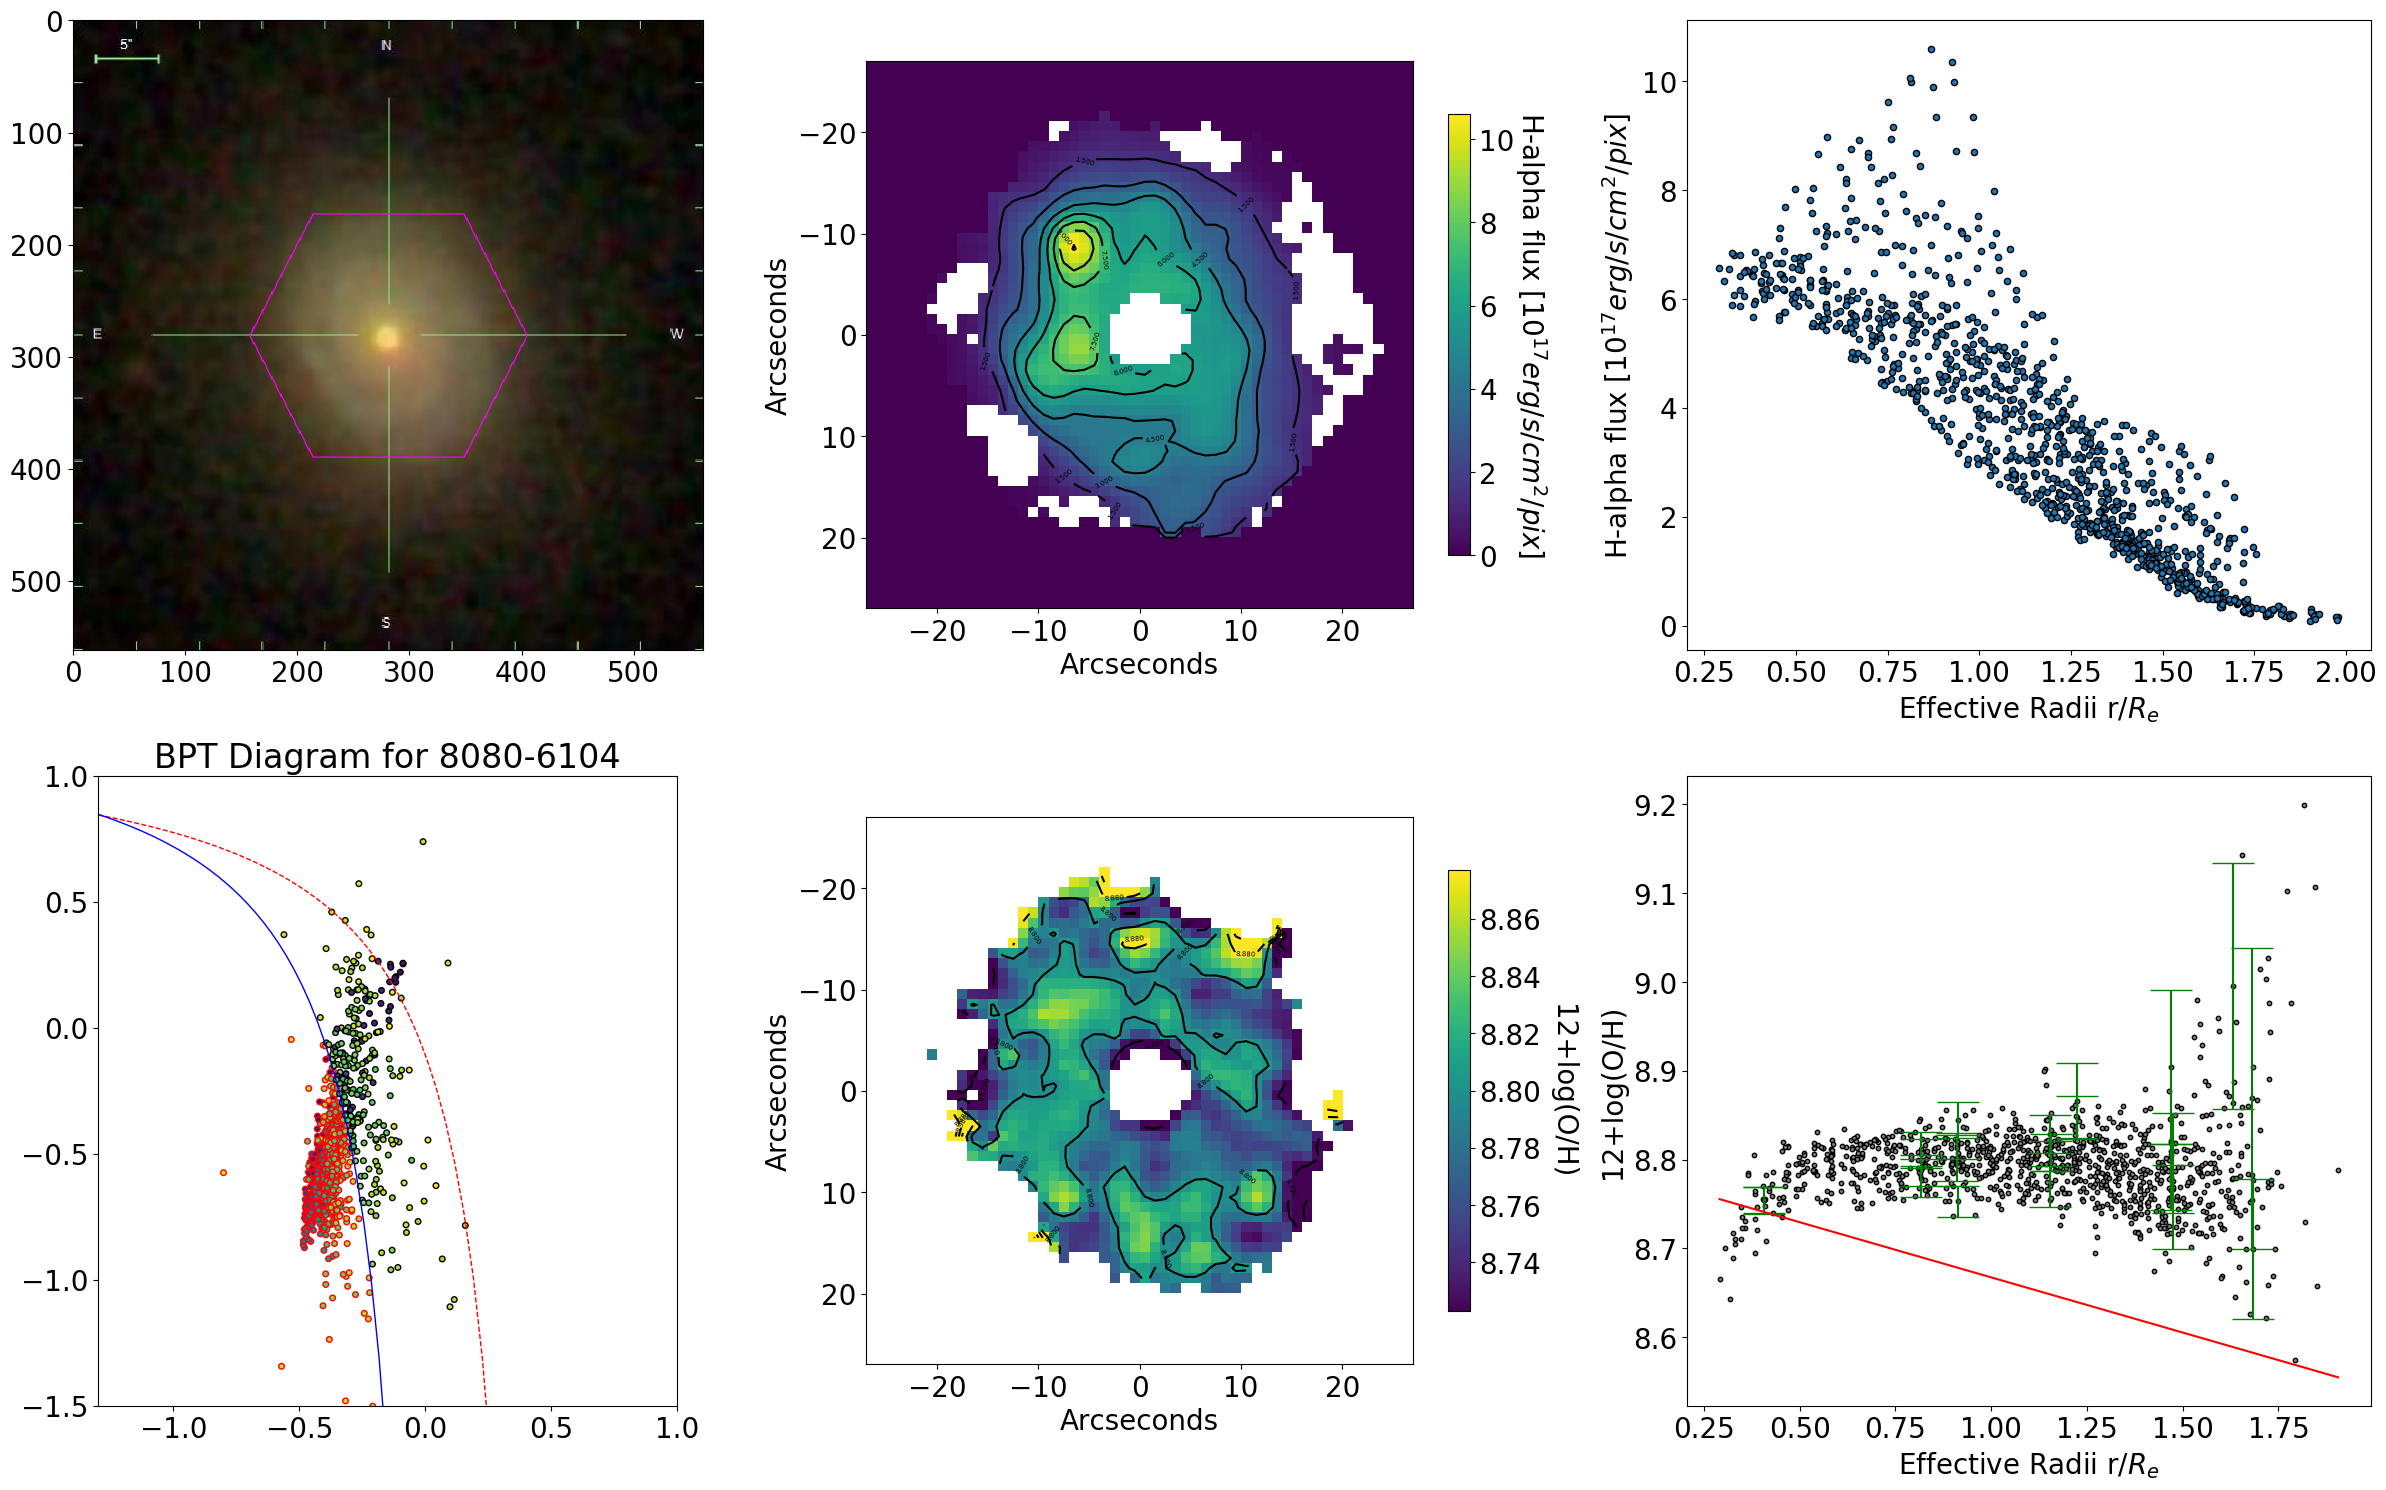 0
100
200
300
400
500
0 100 200 300 400 500
5"
N
E
W
S
−20
−10
0
10
20
Arcseconds
−20 −10 0 10 20
Arcseconds
10
8
6
4
2
0
H-alpha flux [10^17 erg/s/cm^2/pix]
H-alpha flux [10^17 erg/s/cm^2/pix]
10
8
6
4
2
0
0.25 0.50 0.75 1.00 1.25 1.50 1.75 2.00
Effective Radii r/R_e
BPT Diagram for 8080-6104
1.0
0.5
0.0
−0.5
−1.0
−1.5
−1.0 −0.5 0.0 0.5 1.0
−20
−10
0
10
20
Arcseconds
−20 −10 0 10 20
Arcseconds
8.86
8.84
8.82
8.80
8.78
8.76
8.74
12+log(O/H)
12+log(O/H)
9.2
9.1
9.0
8.9
8.8
8.7
8.6
0.25 0.50 0.75 1.00 1.25 1.50 1.75
Effective Radii r/R_e